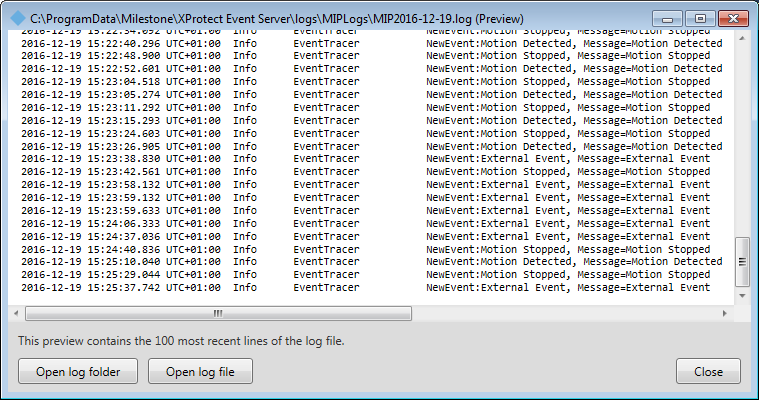 C:\ProgramData\Milestone\XProtect Event Server\logs\MIPLogs\MIP2016-12-19.log (Preview)
2016-12-19 15:22:34.092 UTC+01:00 Info EventTracer NewEvent:Motion Stopped, Message=Motion Stopped
2016-12-19 15:22:40.296 UTC+01:00 Info EventTracer NewEvent:Motion Detected, Message=Motion Detected
2016-12-19 15:22:48.900 UTC+01:00 Info EventTracer NewEvent:Motion Stopped, Message=Motion Stopped
2016-12-19 15:22:52.601 UTC+01:00 Info EventTracer NewEvent:Motion Detected, Message=Motion Detected
2016-12-19 15:23:04.518 UTC+01:00 Info EventTracer NewEvent:Motion Stopped, Message=Motion Stopped
2016-12-19 15:23:05.274 UTC+01:00 Info EventTracer NewEvent:Motion Detected, Message=Motion Detected
2016-12-19 15:23:11.292 UTC+01:00 Info EventTracer NewEvent:Motion Stopped, Message=Motion Stopped
2016-12-19 15:23:15.293 UTC+01:00 Info EventTracer NewEvent:Motion Detected, Message=Motion Detected
2016-12-19 15:23:24.603 UTC+01:00 Info EventTracer NewEvent:Motion Stopped, Message=Motion Stopped
2016-12-19 15:23:26.905 UTC+01:00 Info EventTracer NewEvent:Motion Detected, Message=Motion Detected
2016-12-19 15:23:38.830 UTC+01:00 Info EventTracer NewEvent:External Event, Message=External Event
2016-12-19 15:23:42.561 UTC+01:00 Info EventTracer NewEvent:Motion Stopped, Message=Motion Stopped
2016-12-19 15:23:58.132 UTC+01:00 Info EventTracer NewEvent:External Event, Message=External Event
2016-12-19 15:23:59.132 UTC+01:00 Info EventTracer NewEvent:External Event, Message=External Event
2016-12-19 15:23:59.633 UTC+01:00 Info EventTracer NewEvent:External Event, Message=External Event
2016-12-19 15:24:06.333 UTC+01:00 Info EventTracer NewEvent:External Event, Message=External Event
2016-12-19 15:24:37.036 UTC+01:00 Info EventTracer NewEvent:External Event, Message=External Event
2016-12-19 15:24:40.836 UTC+01:00 Info EventTracer NewEvent:Motion Stopped, Message=Motion Stopped
2016-12-19 15:25:10.040 UTC+01:00 Info EventTracer NewEvent:Motion Detected, Message=Motion Detected
2016-12-19 15:25:29.044 UTC+01:00 Info EventTracer NewEvent:Motion Stopped, Message=Motion Stopped
2016-12-19 15:25:37.742 UTC+01:00 Info EventTracer NewEvent:External Event, Message=External Event
This preview contains the 100 most recent lines of the log file.
Open log folder Open log file Close